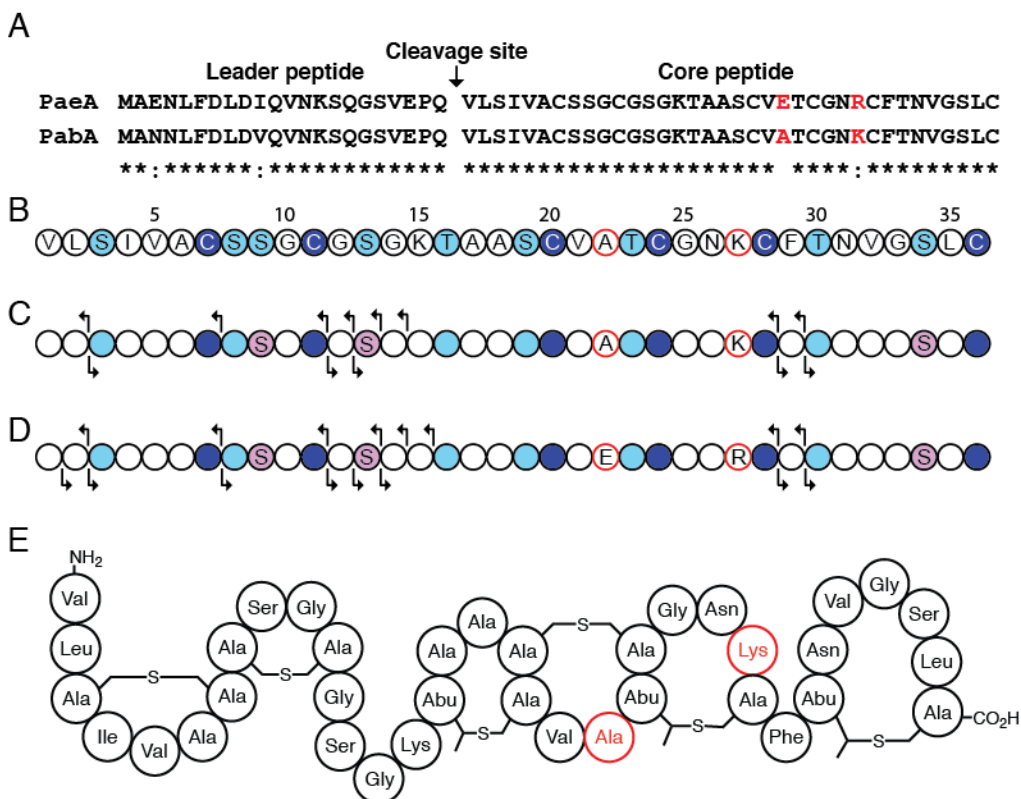 A
Cleavage site
Leader peptide Core peptide
PaeA MAENLFDLDIQVNKSQGSVEPQ VLSIVACSSGCGSGKTAASCVETCGNRCFTNVGSLC
PabA MANNLFDLDVQVNKSQGSVEPQ VLSIVACSSGCGSGKTAASCVATCGNKCFTNVGSLC
**:******:************ ********************* ****:*********
B
5 10 15 20 25 30 35
V L S I V A C S S G C G S G K T A A S C V A T C G N K C F T N V G S L C
C
S S A K S
D
S S E R S
E
NH2
Val Leu Ala Ile Val Ala Ala Ala Ser Gly Ala Gly Ser Gly Lys Abu Ala Ala Ala Ala Val Ala Abu Ala Gly Asn Lys Ala Phe Abu Asn Val Gly Ser Leu Ala CO2H
S S S S S S